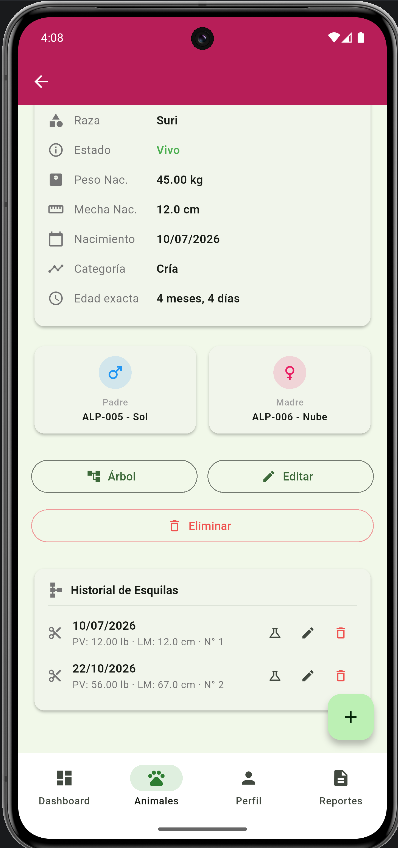 4:08
Raza Suri
Estado Vivo
Peso Nac. 45.00 kg
Mecha Nac. 12.0 cm
Nacimiento 10/07/2026
Categoría Cría
Edad exacta 4 meses, 4 días
Padre
ALP-005 - Sol
Madre
ALP-006 - Nube
Árbol
Editar
Eliminar
Historial de Esquilas
10/07/2026
PV: 12.00 lb · LM: 12.0 cm · N° 1
22/10/2026
PV: 56.00 lb · LM: 67.0 cm · N° 2
+
Dashboard
Animales
Perfil
Reportes